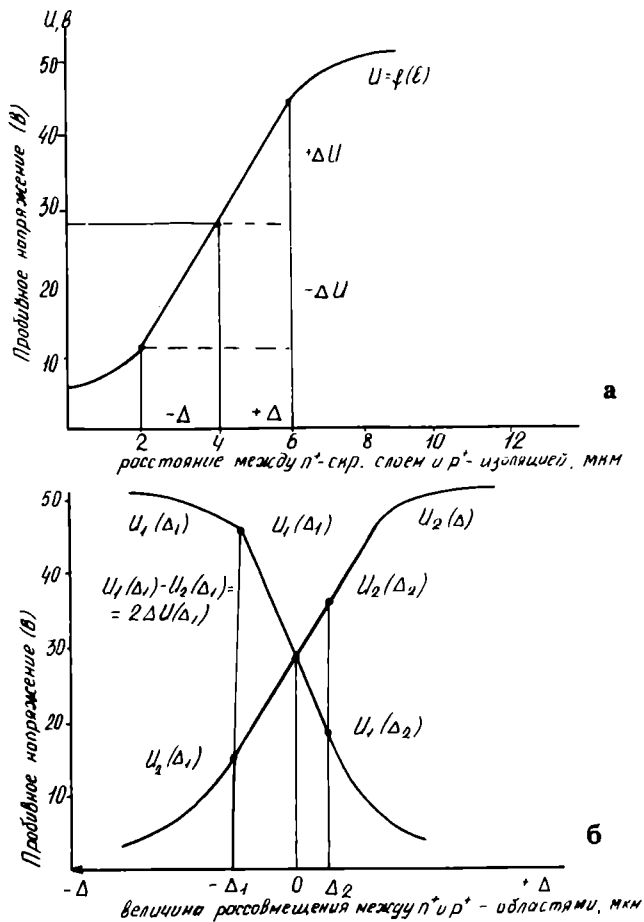 U, в
Пробивное напряжение (в)
50
40
30
20
10
U=f(ℓ)
+ΔU
-ΔU
-Δ
+Δ
2 4 6 8 10 12
расстояние между n⁺-скр. слоем и p⁺-изоляцией, мкм
а
Пробивное напряжение (в)
50
40
30
20
10
U₁(Δ₁)
U₁(Δ₁)
U₂(Δ)
U₁(Δ₁)-U₂(Δ₁)=
=2ΔU(Δ₁)
U₂(Δ₂)
U₂(Δ₁)
U₁(Δ₂)
б
-Δ -Δ₁ 0 Δ₂ +Δ
величина рассовмещения между n⁺ и p⁺ - областями, мкм